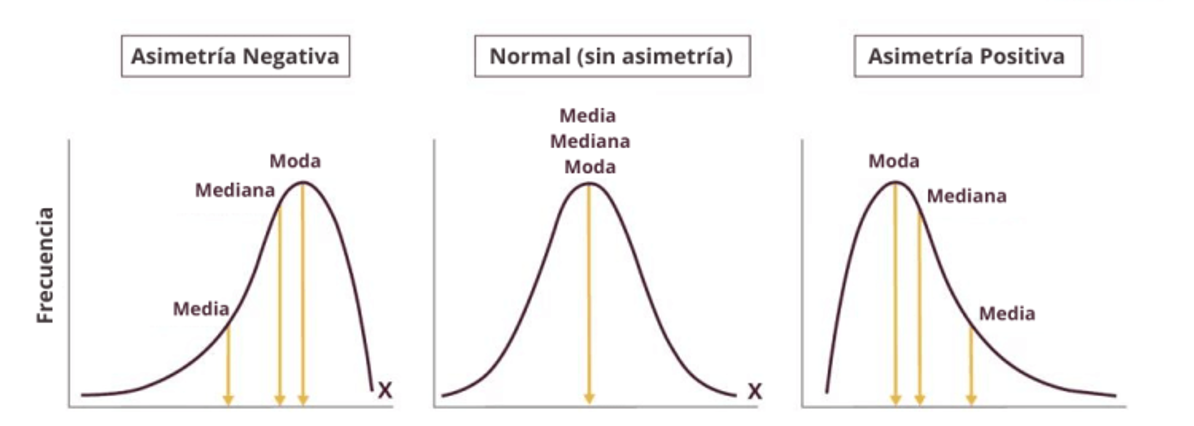 Asimetría Negativa
Normal (sin asimetría)
Asimetría Positiva
Frecuencia
Moda
Mediana
Media
X
Media
Mediana
Moda
X
Moda
Mediana
Media